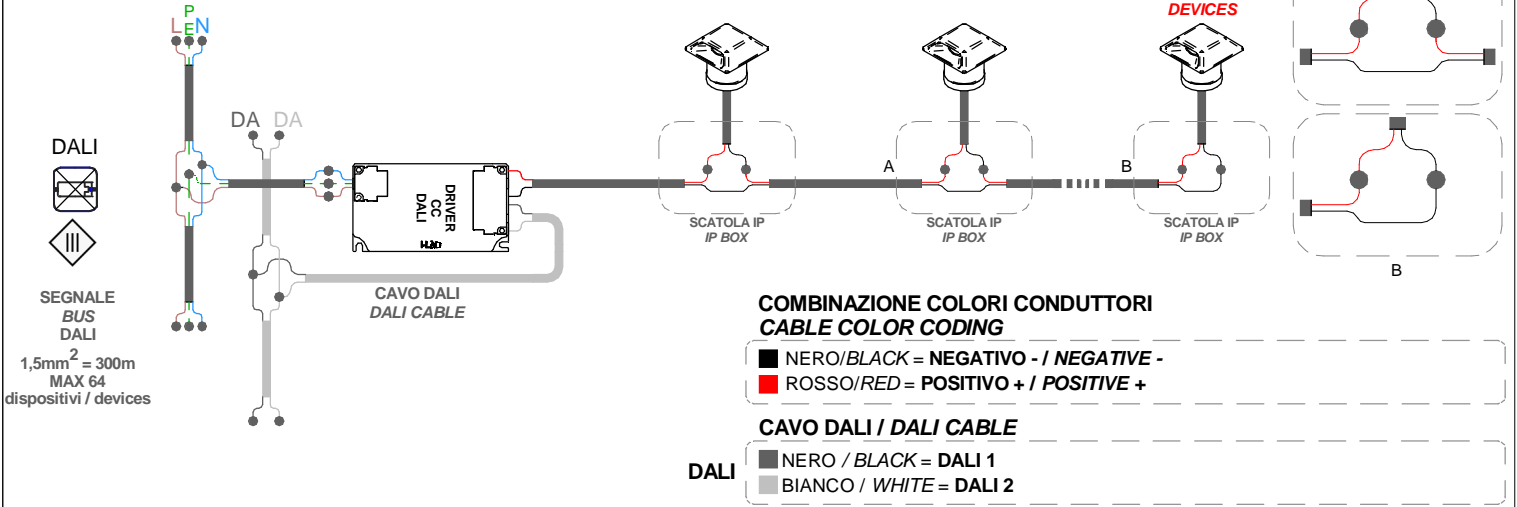 DEVICES
P
LEN
DA DA
DALI
DRIVER
CC
DALI
A
B
SCATOLA IP
IP BOX
SCATOLA IP
IP BOX
SCATOLA IP
IP BOX
B
SEGNALE
BUS
DALI
1,5mm² = 300m
MAX 64
dispositivi / devices
CAVO DALI
DALI CABLE
COMBINAZIONE COLORI CONDUTTORI
CABLE COLOR CODING
NERO/BLACK = NEGATIVO - / NEGATIVE -
ROSSO/RED = POSITIVO + / POSITIVE +
CAVO DALI / DALI CABLE
DALI
NERO / BLACK = DALI 1
BIANCO / WHITE = DALI 2